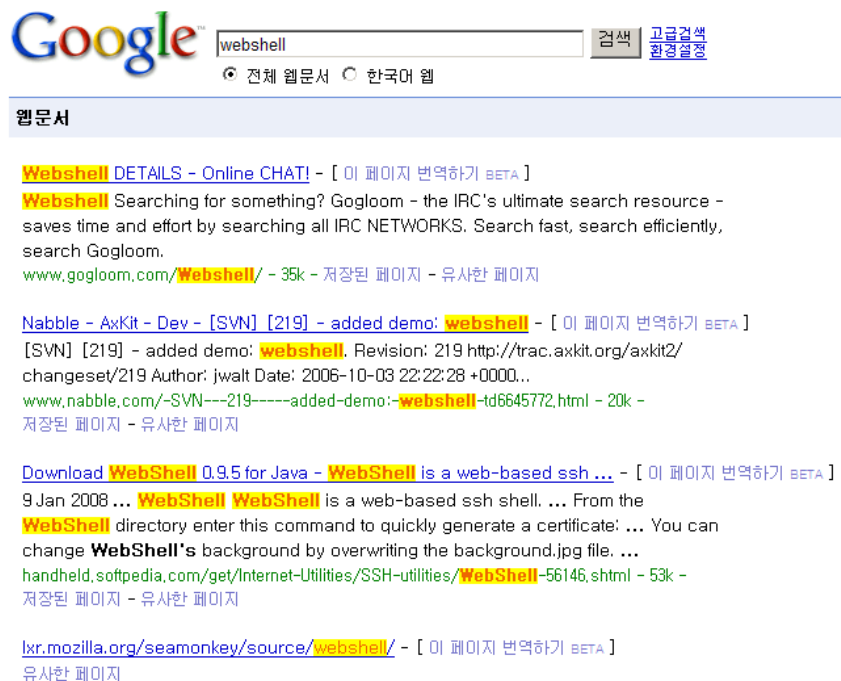 Google™
webshell 검색 고급검색
환경설정
전체 웹문서 한국어 웹
웹문서
Webshell DETAILS - Online CHAT! - [ 이 페이지 번역하기 BETA ]
Webshell Searching for something? Gogloom - the IRC's ultimate search resource -
saves time and effort by searching all IRC NETWORKS. Search fast, search efficiently,
search Gogloom.
www.gogloom.com/Webshell/ - 35k - 저장된 페이지 - 유사한 페이지
Nabble - AxKit - Dev - [SVN] [219] - added demo: webshell - [ 이 페이지 번역하기 BETA ]
[SVN] [219] - added demo: webshell. Revision: 219 http://trac.axkit.org/axkit2/
changeset/219 Author: jwalt Date: 2006-10-03 22:22:28 +0000...
www.nabble.com/-SVN---219-----added-demo:-webshell-td6645772.html - 20k -
저장된 페이지 - 유사한 페이지
Download WebShell 0.9.5 for Java - WebShell is a web-based ssh ... - [ 이 페이지 번역하기 BETA ]
9 Jan 2008 ... WebShell WebShell is a web-based ssh shell. ... From the
WebShell directory enter this command to quickly generate a certificate: ... You can
change WebShell's background by overwriting the background.jpg file. ...
handheld.softpedia.com/get/Internet-Utilities/SSH-utilities/WebShell-56146.shtml - 53k -
저장된 페이지 - 유사한 페이지
lxr.mozilla.org/seamonkey/source/webshell/ - [ 이 페이지 번역하기 BETA ]
유사한 페이지